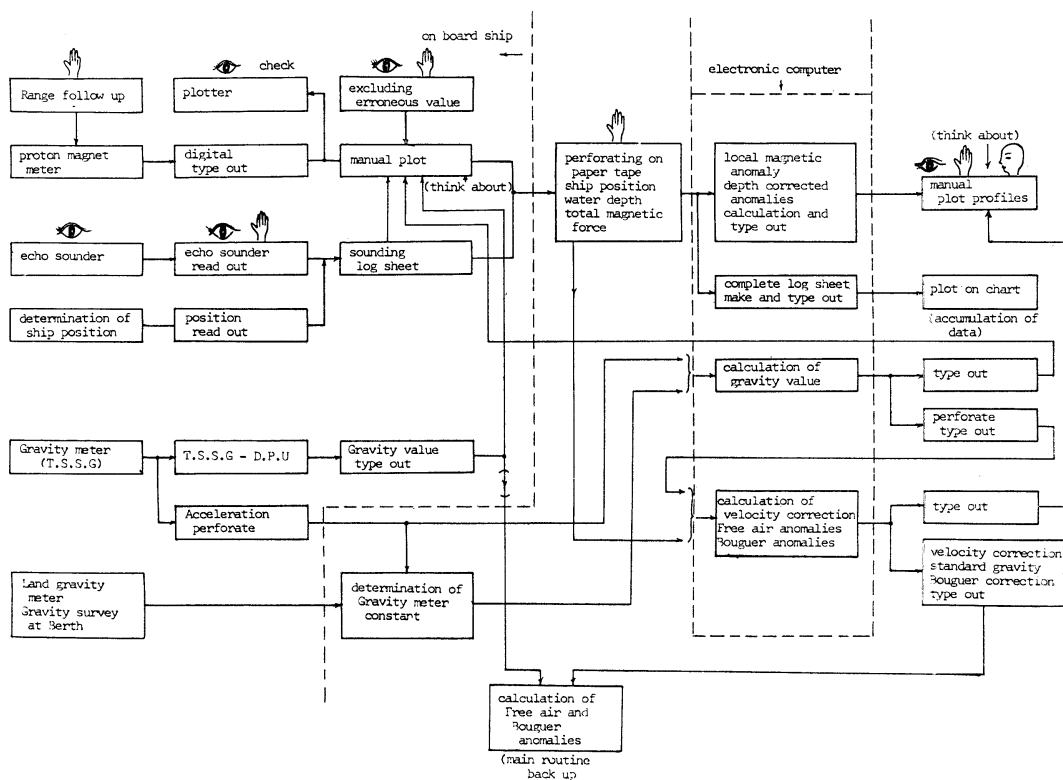 on board ship
check
electronic computer
Range follow up
plotter
excluding
erroneous value
(think about)
proton magnet
meter
digital
type out
manual plot
(think about)
perforating on
paper tape
ship position
water depth
total magnetic
force
local magnetic
anomaly
depth corrected
anomalies
calculation and
type out
manual
plot profiles
echo sounder
echo sounder
read out
sounding
log sheet
complete log sheet
make and type out
plot on chart
(accumulation of
data)
determination of
ship position
position
read out
calculation of
gravity value
type out
perforate
type out
Gravity meter
(T.S.S.G)
T.S.S.G - D.P.U
Gravity value
type out
Acceleration
perforate
calculation of
velocity correction
Free air anomalies
Bouguer anomalies
type out
velocity correction
standard gravity
Bouguer correction
type out
Land gravity
meter
Gravity survey
at Berth
determination of
Gravity meter
constant
calculation of
Free air and
Bouguer
anomalies
(main routine
back up